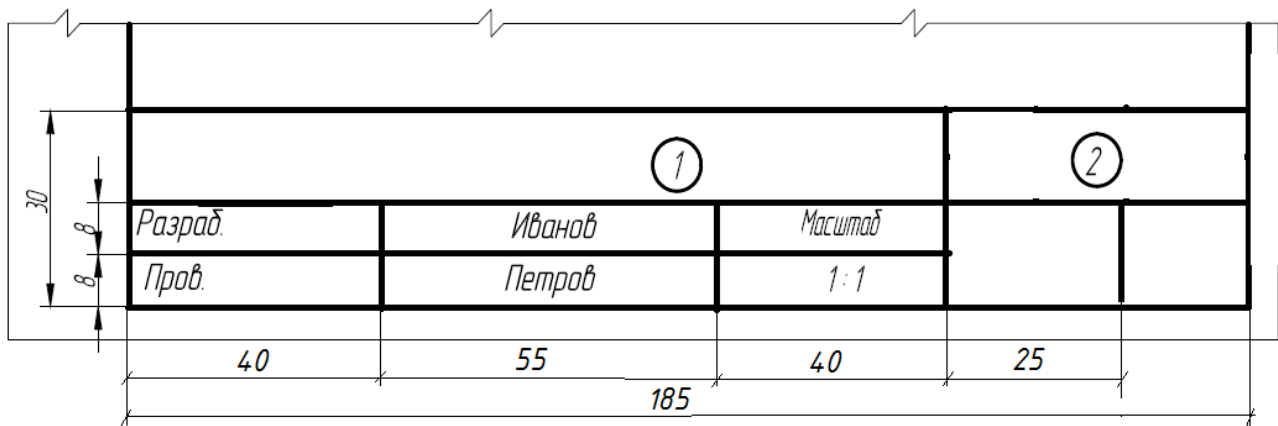 1 2
30
8 Разраб. Иванов Масштаб
8 Пров. Петров 1:1
40 55 40 25
185